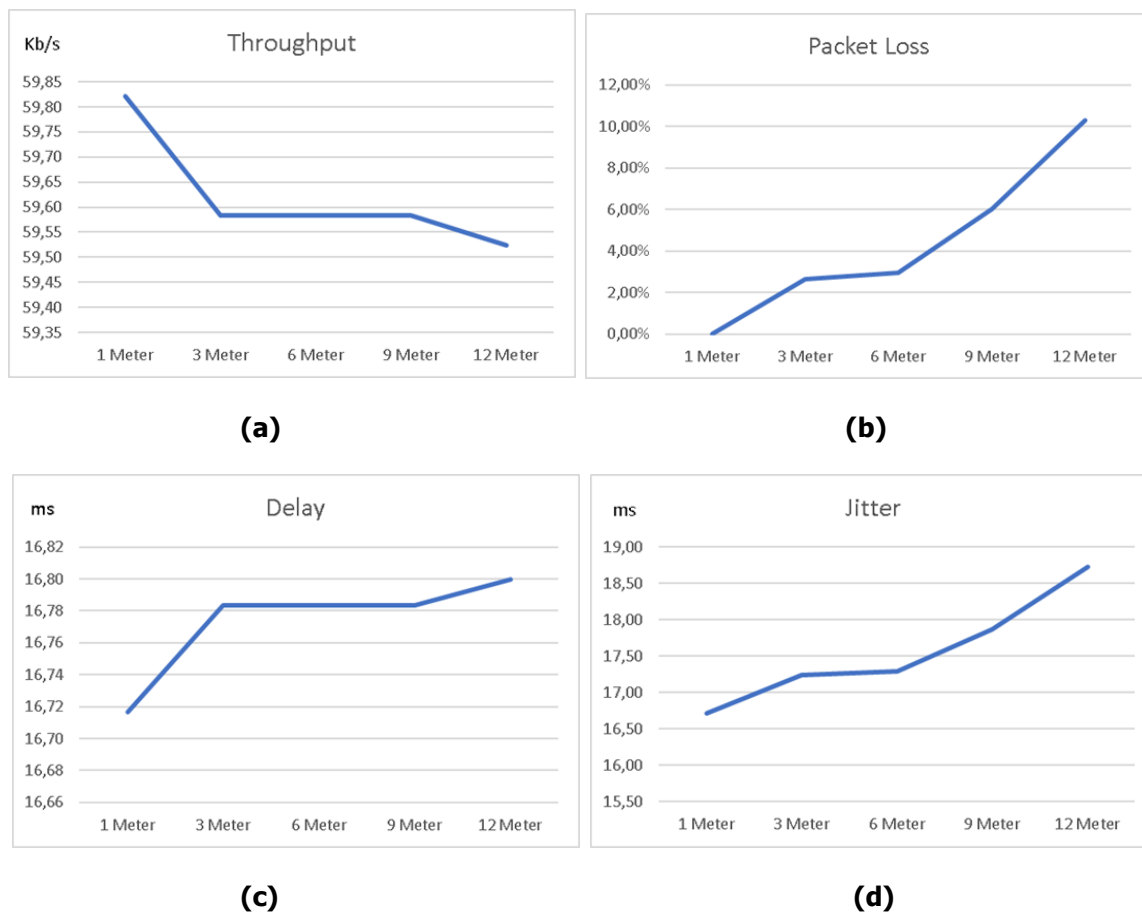 Throughput
Kb/s
59,85
59,80
59,75
59,70
59,65
59,60
59,55
59,50
59,45
59,40
59,35
1 Meter 3 Meter 6 Meter 9 Meter 12 Meter
(a)
Packet Loss
12,00%
10,00%
8,00%
6,00%
4,00%
2,00%
0,00%
1 Meter 3 Meter 6 Meter 9 Meter 12 Meter
(b)
Delay
ms
16,82
16,80
16,78
16,76
16,74
16,72
16,70
16,68
16,66
1 Meter 3 Meter 6 Meter 9 Meter 12 Meter
(c)
Jitter
ms
19,00
18,50
18,00
17,50
17,00
16,50
16,00
15,50
1 Meter 3 Meter 6 Meter 9 Meter 12 Meter
(d)